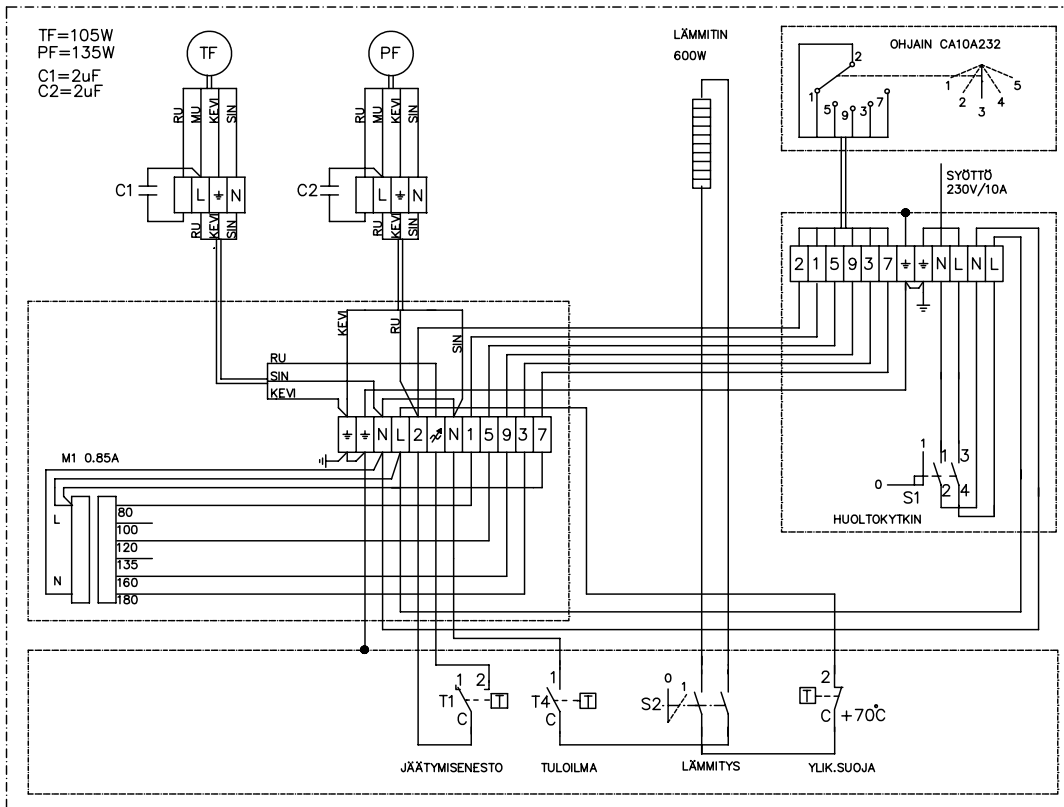 TF=105W
PF=135W
C1=2uF
C2=2uF
TF
PF
LÄMMITIN
600W
OHJAIN CA10A232
2
1
5
9
3
7
1
2
3
4
5
RU
MU
KEVI
SIN
RU
MU
KEVI
SIN
C1
L
N
C2
L
N
RU
KEVI
SIN
RU
KEVI
SIN
SYÖTTÖ
230V/10A
2 1 5 9 3 7 N L N L
KEVI
RU
SIN
RU
SIN
KEVI
N L 2 N 1 5 9 3 7
M1 0.85A
L
N
80
100
120
135
160
180
1
0
S1
1
3
2
4
HUOLTOKYTKIN
1 2
T1
T
C
1
T4
T
C
0
1
S2
2
T
C
+70°C
JÄÄTYMISENESTO
TULOILMA
LÄMMITYS
YLIK.SUOJA